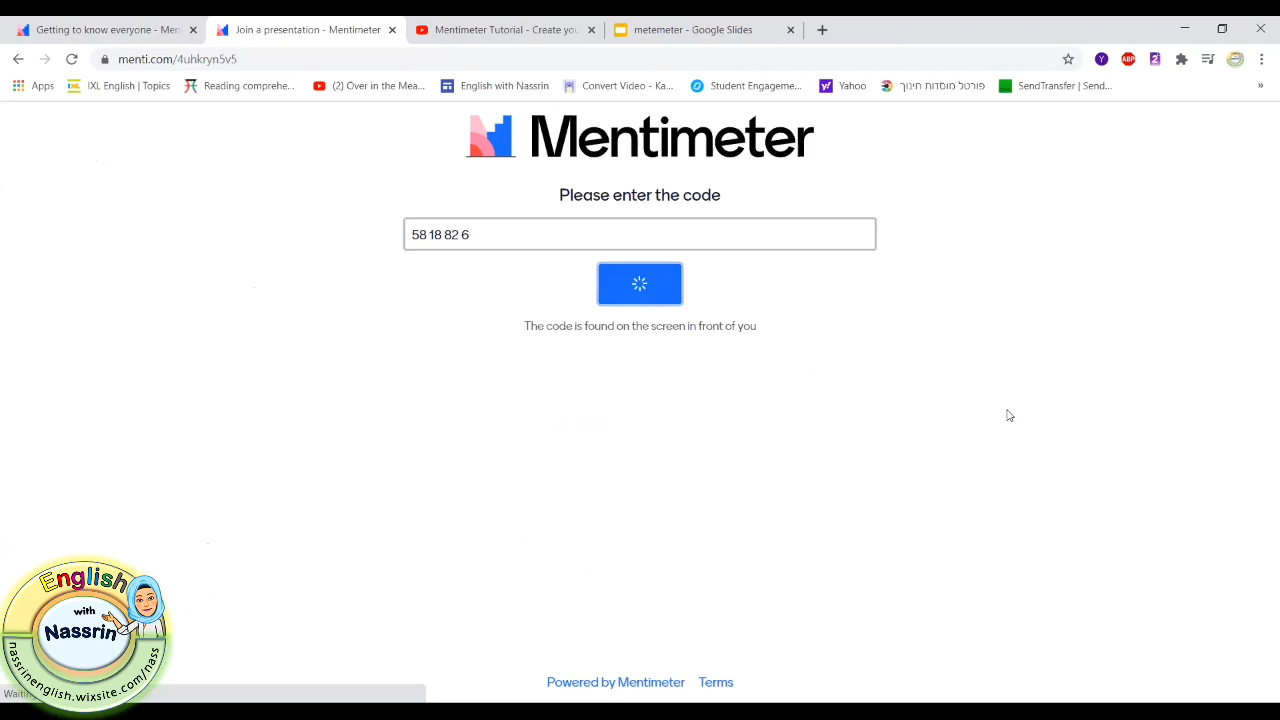 Getting to know everyone - Men
Join a presentation - Mentimeter
Mentimeter Tutorial - Create you
metemeter - Google Slides
menti.com/4uhkryn5v5
Apps
IXL English | Topics
Reading comprehe...
(2) Over in the Mea...
English with Nassrin
Convert Video - Ka...
Student Engageme...
Yahoo
פורטל מוסדות חינוך
SendTransfer | Send...
Mentimeter
Please enter the code
58 18 82 6
The code is found on the screen in front of you
English
with
Nassrin
nassrinenglish.wixsite.com/nass
Powered by Mentimeter
Terms